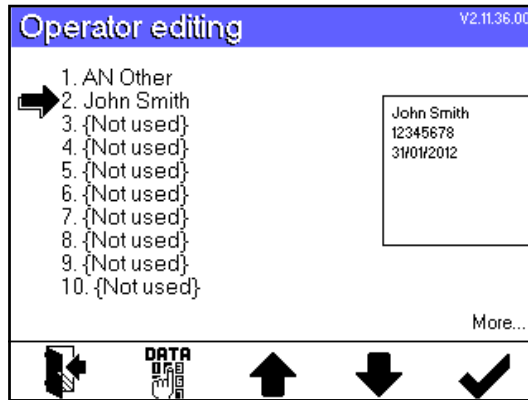 Operator editing
V2.11.36.00
1. AN Other
2. John Smith
3. {Not used}
4. {Not used}
5. {Not used}
6. {Not used}
7. {Not used}
8. {Not used}
9. {Not used}
10. {Not used}
John Smith
12345678
31/01/2012
More...
DATA